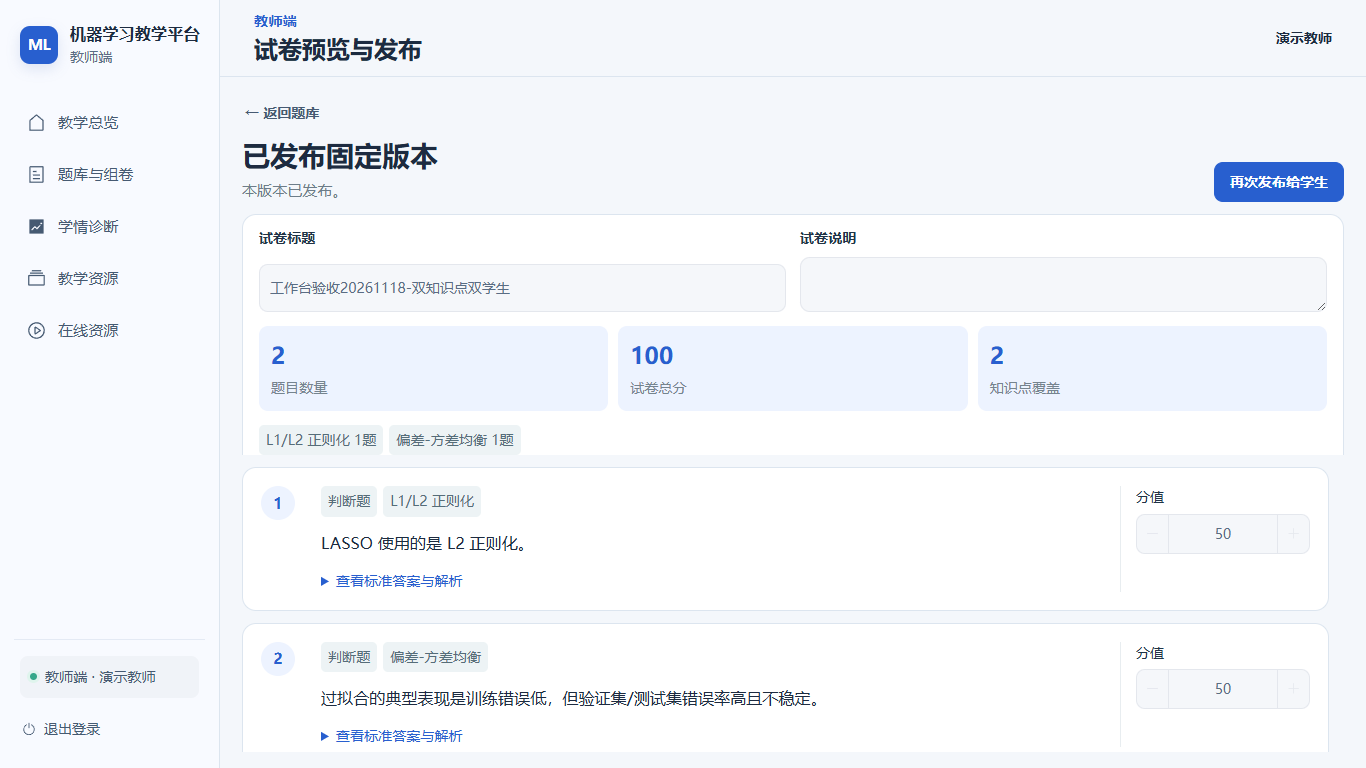 ML
机器学习教学平台
教师端
教学总览
题库与组卷
学情诊断
教学资源
在线资源
教师端 · 演示教师
退出登录
教师端
试卷预览与发布
演示教师
← 返回题库
已发布固定版本
本版本已发布。
再次发布给学生
试卷标题
试卷说明
工作台验收20261118-双知识点双学生
2
题目数量
100
试卷总分
2
知识点覆盖
L1/L2 正则化 1题
偏差-方差均衡 1题
1
判断题
L1/L2 正则化
LASSO 使用的是 L2 正则化。
查看标准答案与解析
分值
50
2
判断题
偏差-方差均衡
过拟合的典型表现是训练错误低，但验证集/测试集错误率高且不稳定。
查看标准答案与解析
分值
50